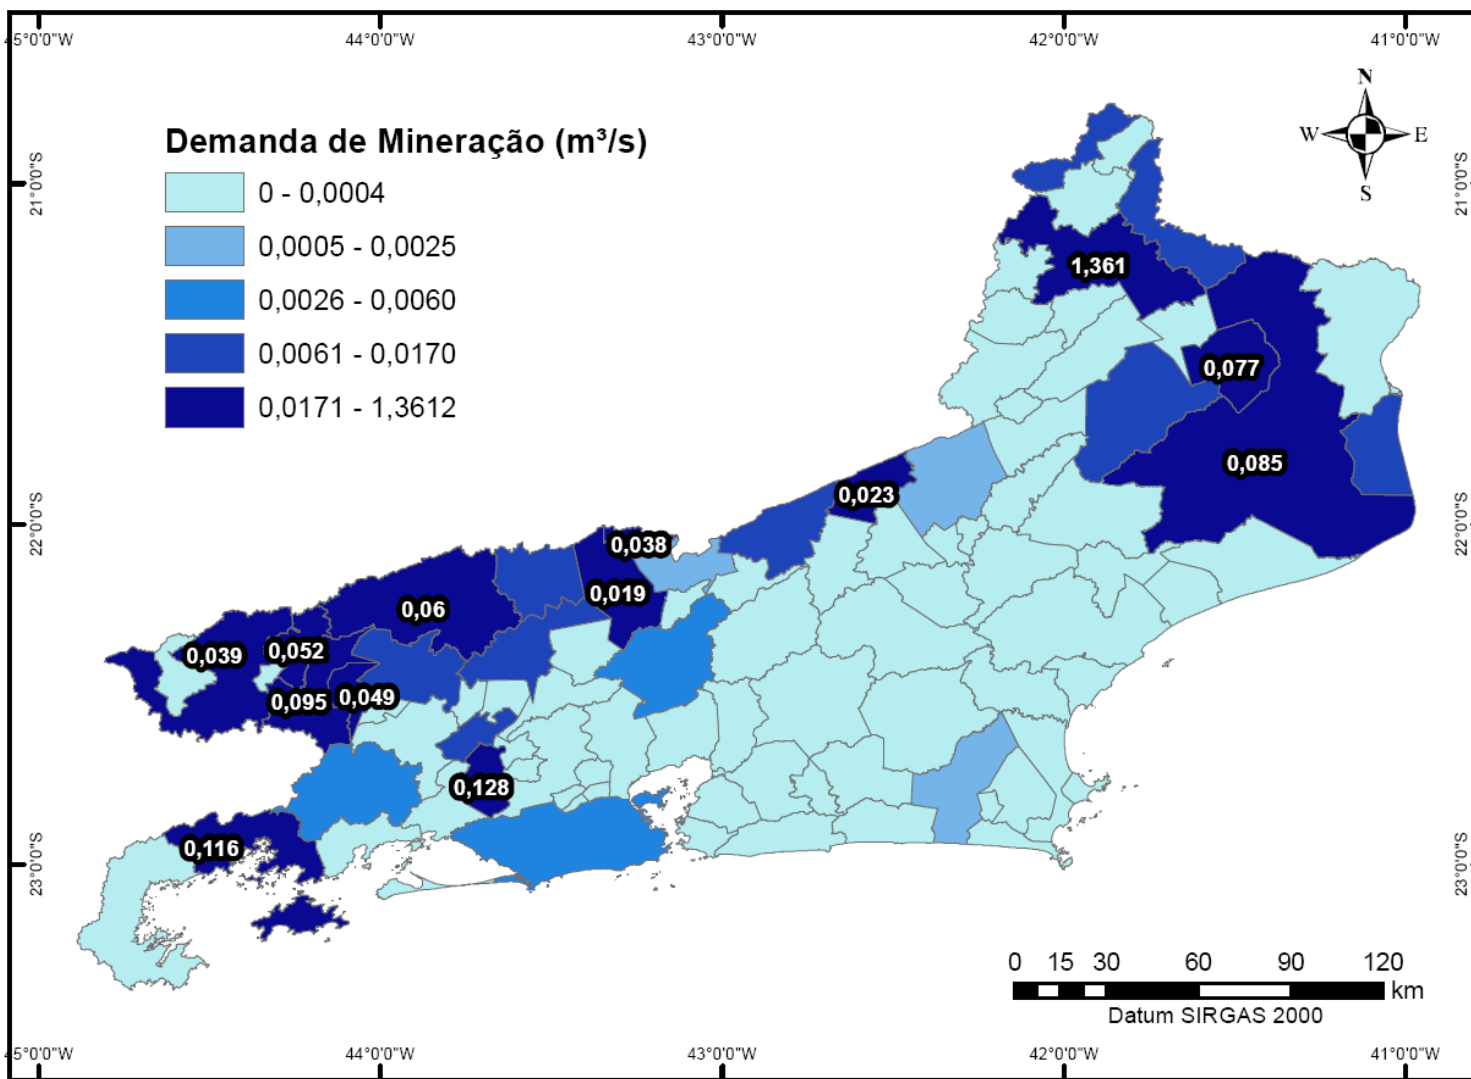 45°0'0"W 44°0'0"W 43°0'0"W 42°0'0"W 41°0'0"W
N
W E
S
Demanda de Mineração (m³/s)
0 - 0,0004
0,0005 - 0,0025
0,0026 - 0,0060
0,0061 - 0,0170
0,0171 - 1,3612
21°0'0"S 21°0'0"S
22°0'0"S 22°0'0"S
23°0'0"S 23°0'0"S
1,361
0,077
0,085
0,023
0,038
0,019
0,06
0,052
0,039
0,049
0,095
0,128
0,116
0 15 30 60 90 120
km
Datum SIRGAS 2000
45°0'0"W 44°0'0"W 43°0'0"W 42°0'0"W 41°0'0"W